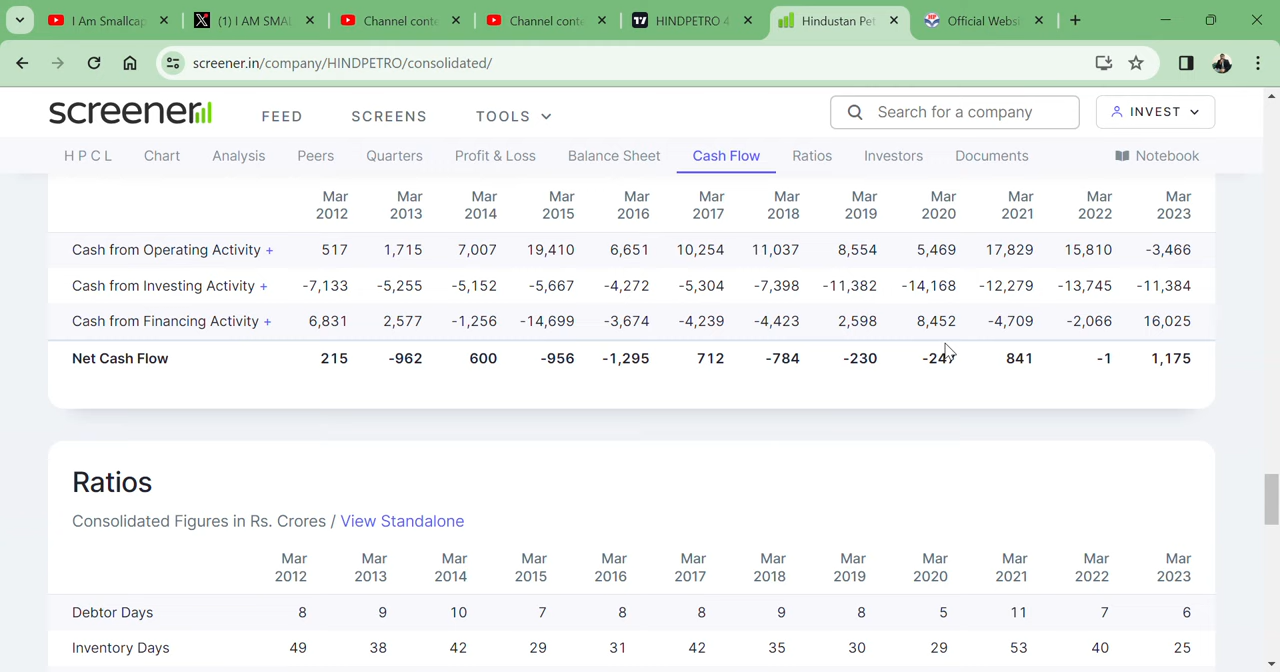 I Am Smallcap (1) I AM SMAL Channel conte Channel conte HINDPETRO 4 Hindustan Pet Official Websi
screener.in/company/HINDPETRO/consolidated/
screener FEED SCREENS TOOLS Search for a company INVEST
H P C L Chart Analysis Peers Quarters Profit & Loss Balance Sheet Cash Flow Ratios Investors Documents Notebook
Mar Mar Mar Mar Mar Mar Mar Mar Mar Mar Mar Mar
2012 2013 2014 2015 2016 2017 2018 2019 2020 2021 2022 2023
Cash from Operating Activity + 517 1,715 7,007 19,410 6,651 10,254 11,037 8,554 5,469 17,829 15,810 -3,466
Cash from Investing Activity + -7,133 -5,255 -5,152 -5,667 -4,272 -5,304 -7,398 -11,382 -14,168 -12,279 -13,745 -11,384
Cash from Financing Activity + 6,831 2,577 -1,256 -14,699 -3,674 -4,239 -4,423 2,598 8,452 -4,709 -2,066 16,025
Net Cash Flow 215 -962 600 -956 -1,295 712 -784 -230 -247 841 -1 1,175
Ratios
Consolidated Figures in Rs. Crores / View Standalone
Mar Mar Mar Mar Mar Mar Mar Mar Mar Mar Mar Mar
2012 2013 2014 2015 2016 2017 2018 2019 2020 2021 2022 2023
Debtor Days 8 9 10 7 8 8 9 8 5 11 7 6
Inventory Days 49 38 42 29 31 42 35 30 29 53 40 25